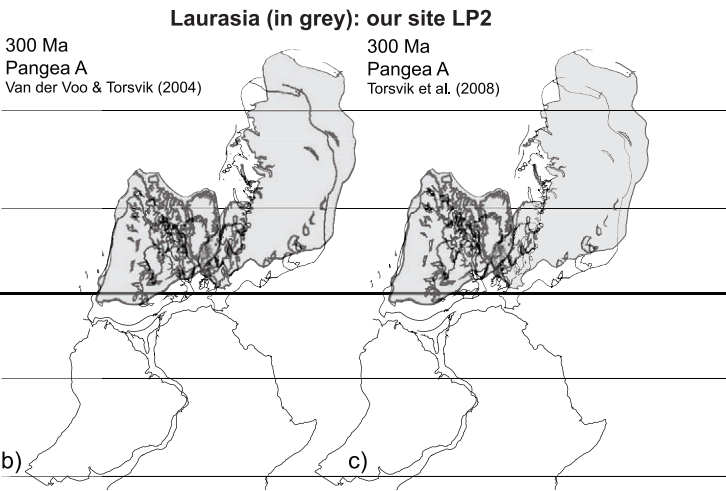 Laurasia (in grey): our site LP2
300 Ma
Pangea A
Van der Voo & Torsvik (2004)
300 Ma
Pangea A
Torsvik et al. (2008)
b)
c)